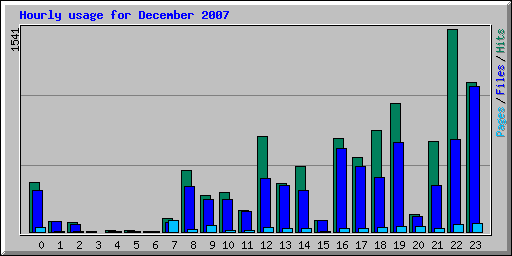 Hourly usage for December 2007
1541
Pages / Files / Hits
0 1 2 3 4 5 6 7 8 9 10 11 12 13 14 15 16 17 18 19 20 21 22 23